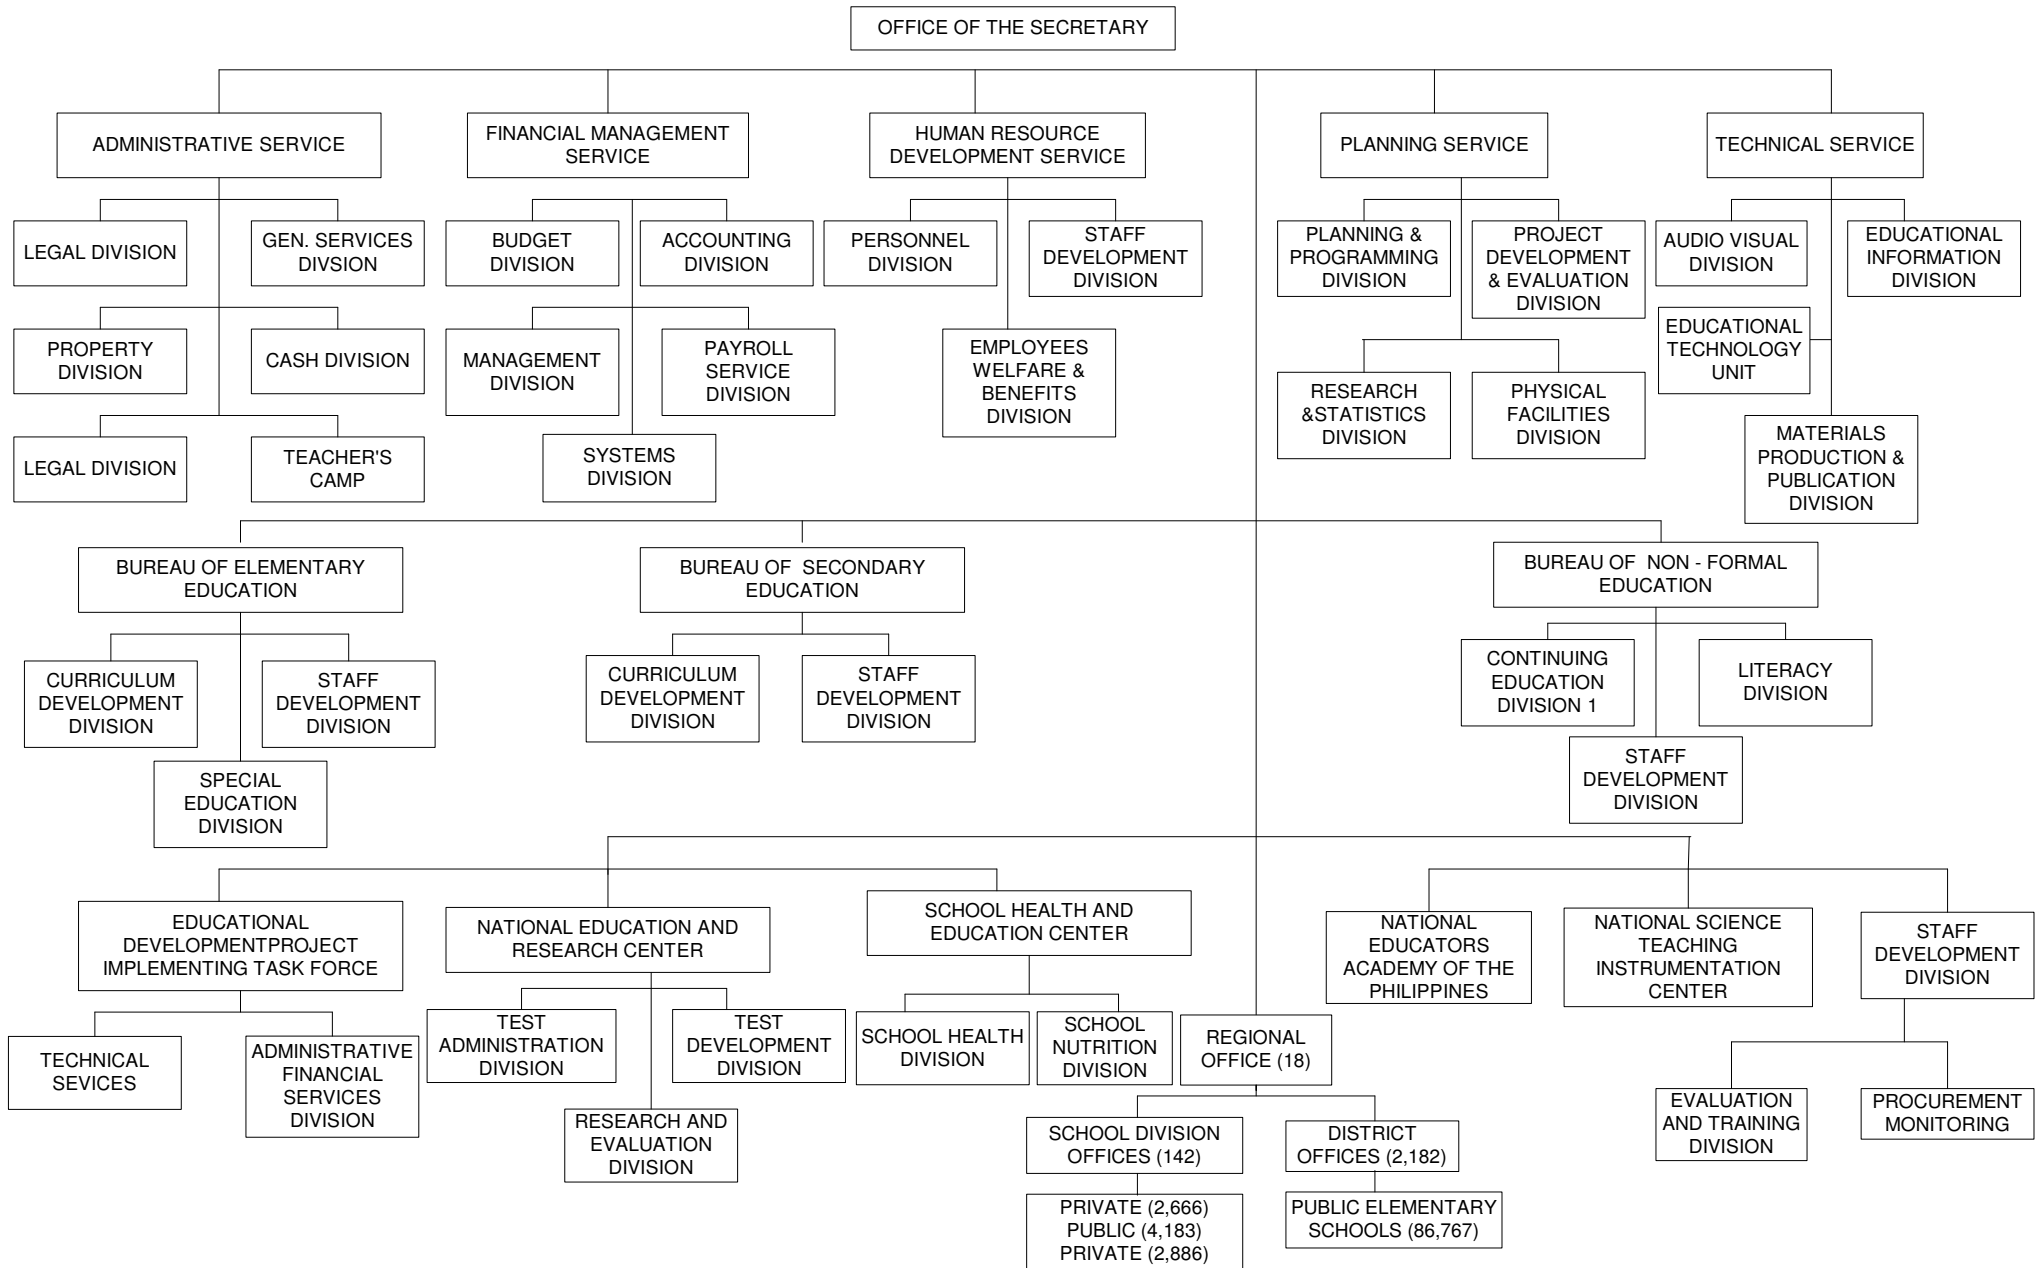 OFFICE OF THE SECRETARY
ADMINISTRATIVE SERVICE
FINANCIAL MANAGEMENT
SERVICE
HUMAN RESOURCE
DEVELOPMENT SERVICE
PLANNING SERVICE
TECHNICAL SERVICE
LEGAL DIVISION
GEN. SERVICES
DIVSION
BUDGET
DIVISION
ACCOUNTING
DIVISION
PERSONNEL
DIVISION
STAFF
DEVELOPMENT
DIVISION
PLANNING &
PROGRAMMING
DIVISION
PROJECT
DEVELOPMENT
& EVALUATION
DIVISION
AUDIO VISUAL
DIVISION
EDUCATIONAL
INFORMATION
DIVISION
PROPERTY
DIVISION
CASH DIVISION
MANAGEMENT
DIVISION
PAYROLL
SERVICE
DIVISION
EMPLOYEES
WELFARE &
BENEFITS
DIVISION
RESEARCH
&STATISTICS
DIVISION
PHYSICAL
FACILITIES
DIVISION
EDUCATIONAL
TECHNOLOGY
UNIT
LEGAL DIVISION
TEACHER'S
CAMP
SYSTEMS
DIVISION
MATERIALS
PRODUCTION &
PUBLICATION
DIVISION
BUREAU OF ELEMENTARY
EDUCATION
BUREAU OF SECONDARY
EDUCATION
BUREAU OF NON - FORMAL
EDUCATION
CURRICULUM
DEVELOPMENT
DIVISION
STAFF
DEVELOPMENT
DIVISION
CURRICULUM
DEVELOPMENT
DIVISION
STAFF
DEVELOPMENT
DIVISION
CONTINUING
EDUCATION
DIVISION 1
LITERACY
DIVISION
SPECIAL
EDUCATION
DIVISION
STAFF
DEVELOPMENT
DIVISION
EDUCATIONAL
DEVELOPMENTPROJECT
IMPLEMENTING TASK FORCE
NATIONAL EDUCATION AND
RESEARCH CENTER
SCHOOL HEALTH AND
EDUCATION CENTER
NATIONAL
EDUCATORS
ACADEMY OF THE
PHILIPPINES
NATIONAL SCIENCE
TEACHING
INSTRUMENTATION
CENTER
STAFF
DEVELOPMENT
DIVISION
TECHNICAL
SEVICES
ADMINISTRATIVE
FINANCIAL
SERVICES
DIVISION
TEST
ADMINISTRATION
DIVISION
TEST
DEVELOPMENT
DIVISION
SCHOOL HEALTH
DIVISION
SCHOOL
NUTRITION
DIVISION
REGIONAL
OFFICE (18)
RESEARCH AND
EVALUATION
DIVISION
SCHOOL DIVISION
OFFICES (142)
DISTRICT
OFFICES (2,182)
EVALUATION
AND TRAINING
DIVISION
PROCUREMENT
MONITORING
PRIVATE (2,666)
PUBLIC (4,183)
PRIVATE (2,886)
PUBLIC ELEMENTARY
SCHOOLS (86,767)